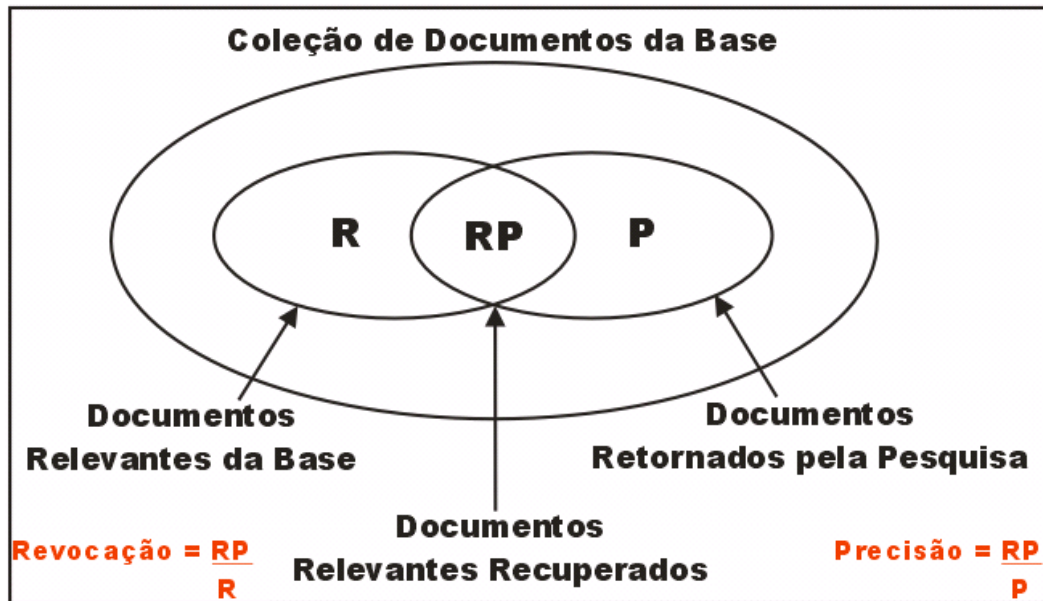 Coleção de Documentos da Base
R
RP
P
Documentos
Relevantes da Base
Documentos
Retornados pela Pesquisa
Documentos
Relevantes Recuperados
Revocação = RP
R
Precisão = RP
P